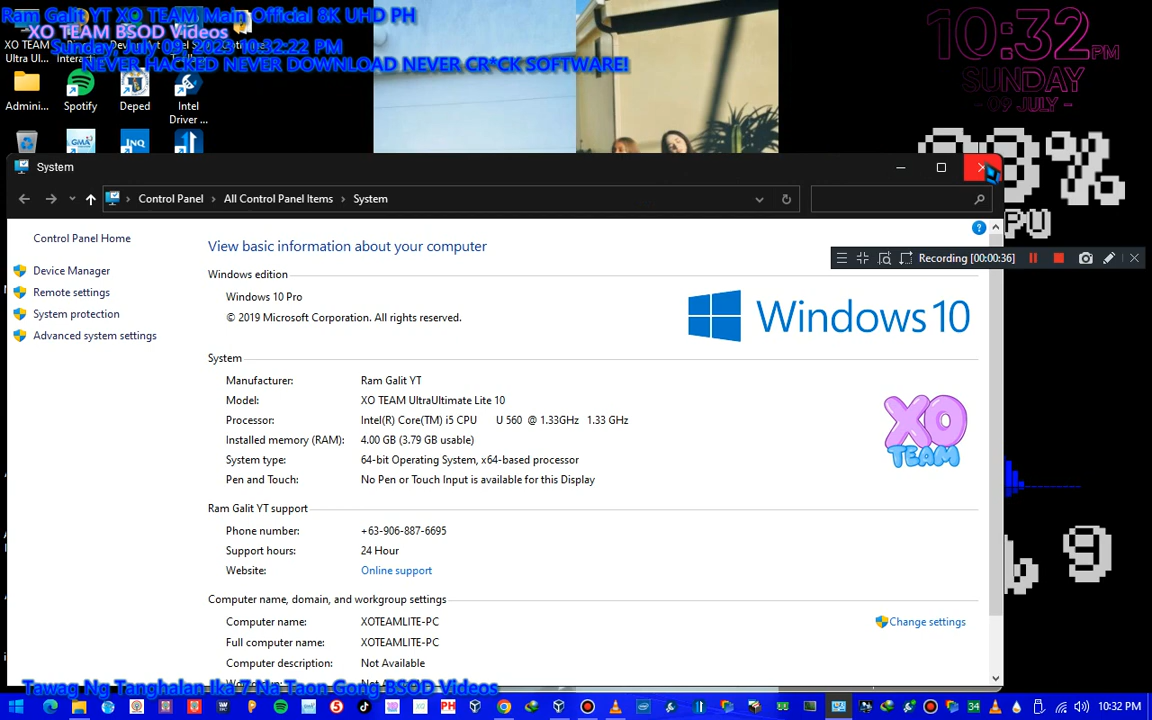 Ram Galit YT XO TEAM Main Official 8K UHD PH
XO TEAM BSOD Videos
Sunday, July 09, 2023 10:32:22 PM
NEVER HACKED NEVER DOWNLOAD NEVER CR*CK SOFTWARE!
10:32 PM
SUNDAY
- 09 JULY -
XO TEAM
Ultra Ul...
Admini...
Spotify
Deped
Intel
Driver ...
GMA
INQ
%
CPU
System
Control Panel
All Control Panel Items
System
Recording [00:00:36]
Control Panel Home
Device Manager
Remote settings
System protection
Advanced system settings
View basic information about your computer
Windows edition
Windows 10 Pro
© 2019 Microsoft Corporation. All rights reserved.
Windows 10
System
Manufacturer: Ram Galit YT
Model: XO TEAM UltraUltimate Lite 10
Processor: Intel(R) Core(TM) i5 CPU U 560 @ 1.33GHz 1.33 GHz
Installed memory (RAM): 4.00 GB (3.79 GB usable)
System type: 64-bit Operating System, x64-based processor
Pen and Touch: No Pen or Touch Input is available for this Display
XO
TEAM
Ram Galit YT support
Phone number: +63-906-887-6695
Support hours: 24 Hour
Website: Online support
Computer name, domain, and workgroup settings
Computer name: XOTEAMLITE-PC
Change settings
Full computer name: XOTEAMLITE-PC
Computer description: Not Available
Tawag Ng Tanghalan Ika 7 Na Taon Gong BSOD Videos
PH
34
10:32 PM